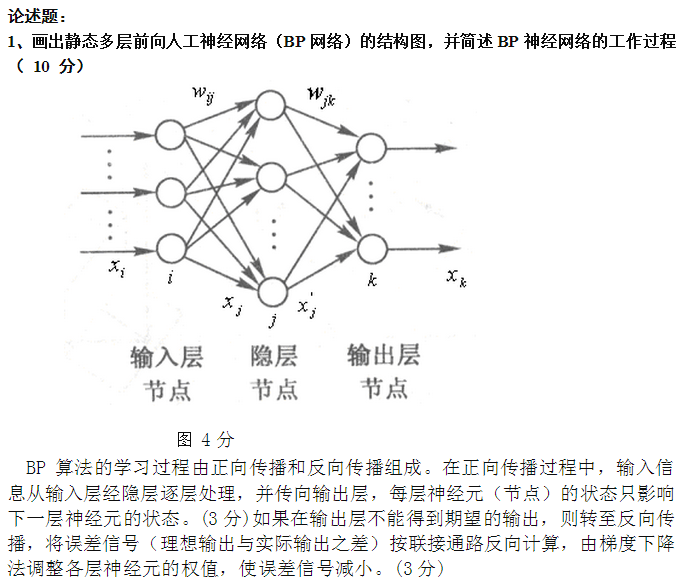 论述题：
1、画出静态多层前向人工神经网络（BP 网络）的结构图，并简述 BP 神经网络的工作过程
（ 10 分）
w_ij
w_jk
x_i
i
x_j
j
x'_j
k
x_k
输入层
节点
隐层
节点
输出层
节点
图 4分
BP 算法的学习过程由正向传播和反向传播组成。在正向传播过程中，输入信
息从输入层经隐层逐层处理，并传向输出层，每层神经元（节点）的状态只影响
下一层神经元的状态。(3 分)如果在输出层不能得到期望的输出，则转至反向传
播，将误差信号（理想输出与实际输出之差）按联接通路反向计算，由梯度下降
法调整各层神经元的权值，使误差信号减小。(3 分)